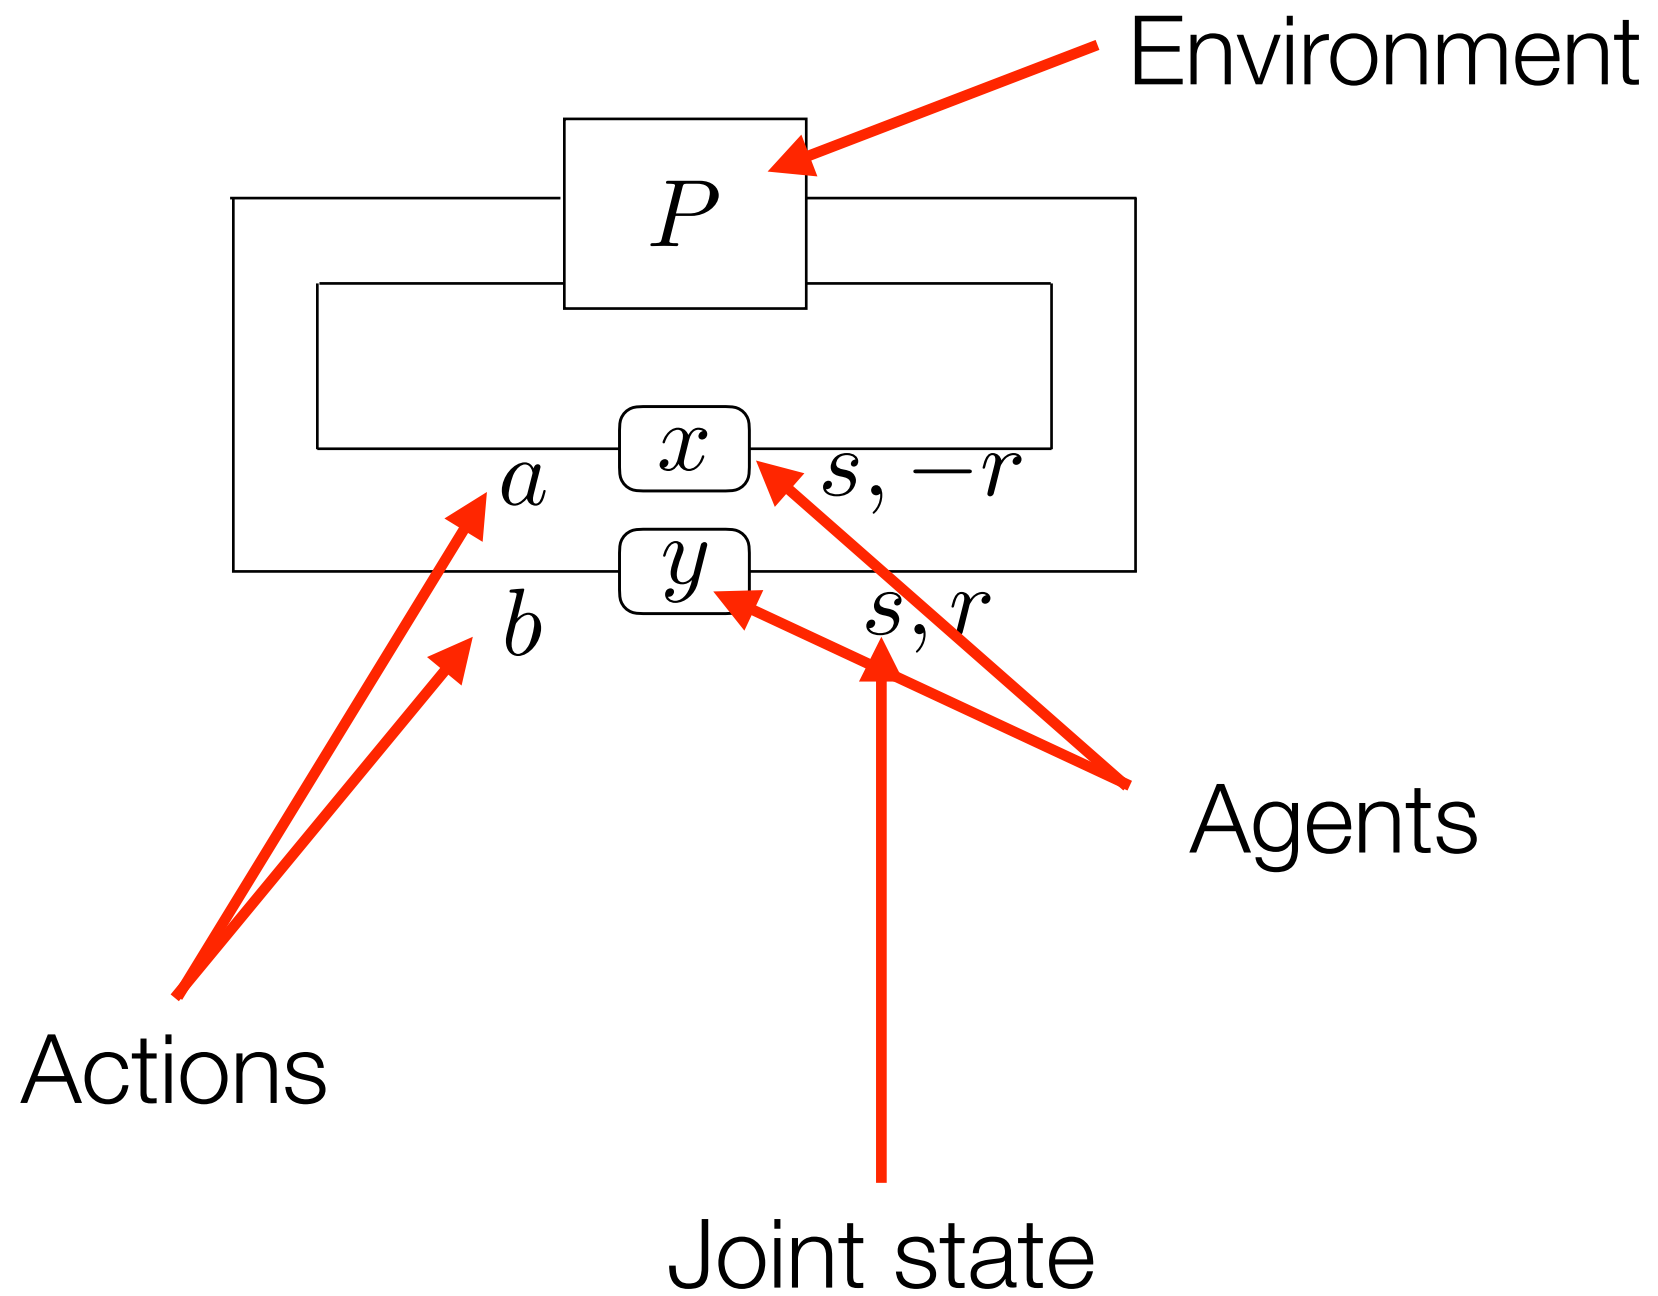 Environment
P
x
a
s, −r
y
b
s, r
Agents
Actions
Joint state